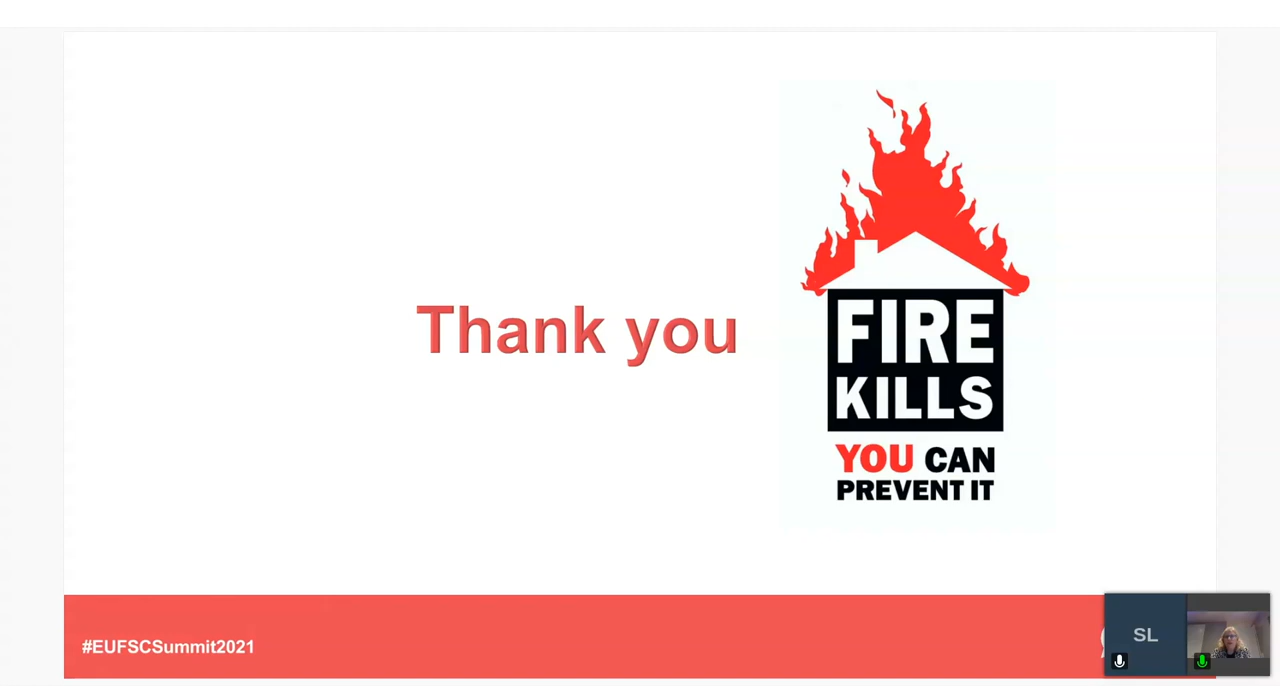 Thank you
FIRE
KILLS
YOU CAN
PREVENT IT
#EUFSCSummit2021
SL